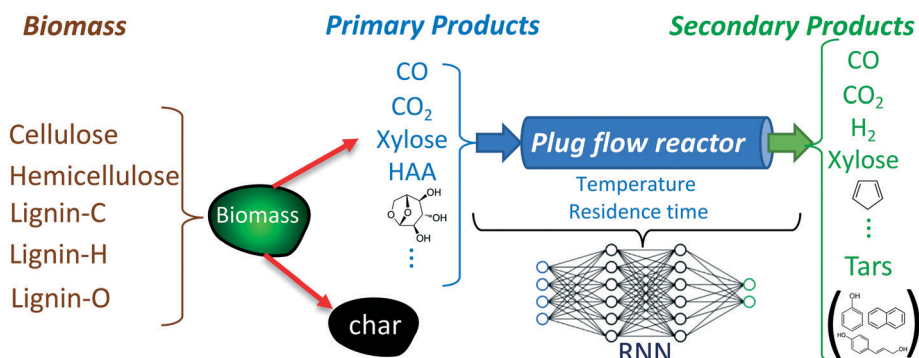 Biomass
Primary Products
Secondary Products
Cellulose
Hemicellulose
Lignin-C
Lignin-H
Lignin-O
Biomass
char
CO
CO₂
Xylose
HAA
OH
O
O
OH
OH
⋮
Plug flow reactor
Temperature
Residence time
RNN
CO
CO₂
H₂
Xylose
⋮
Tars
OH
HO
OH